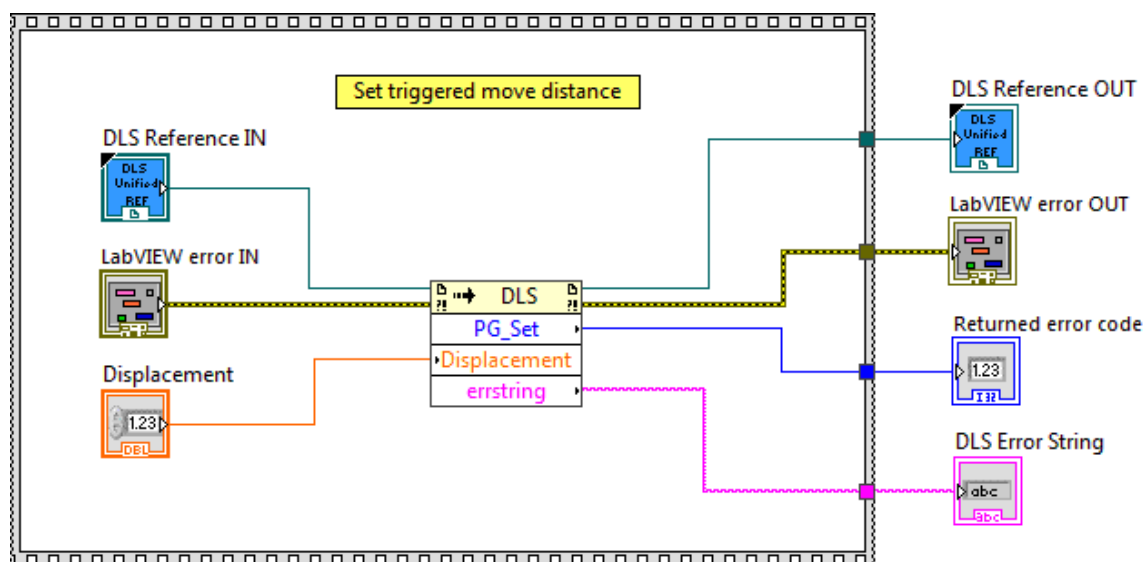 Set triggered move distance
DLS Reference IN
DLS
Unified
REF
LabVIEW error IN
?!
Displacement
1.23
DBL
DLS
?!
?!
PG_Set
Displacement
errstring
DLS Reference OUT
DLS
Unified
REF
LabVIEW error OUT
?!
Returned error code
1.23
I32
DLS Error String
abc
abc